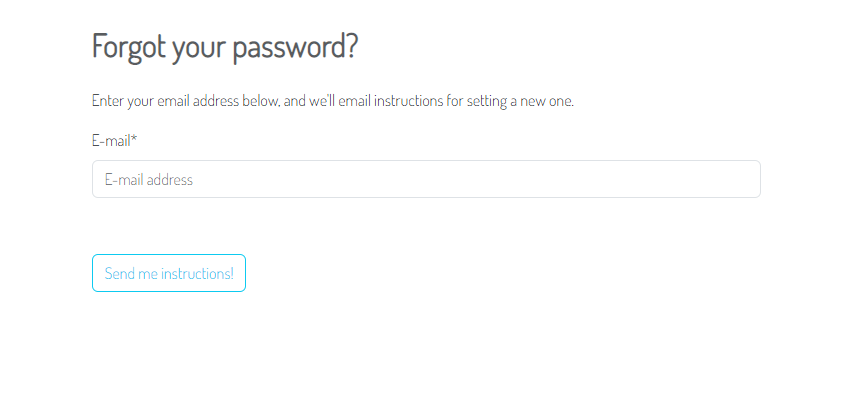 Forgot your password?
Enter your email address below, and we'll email instructions for setting a new one.
E-mail*
E-mail address
Send me instructions!